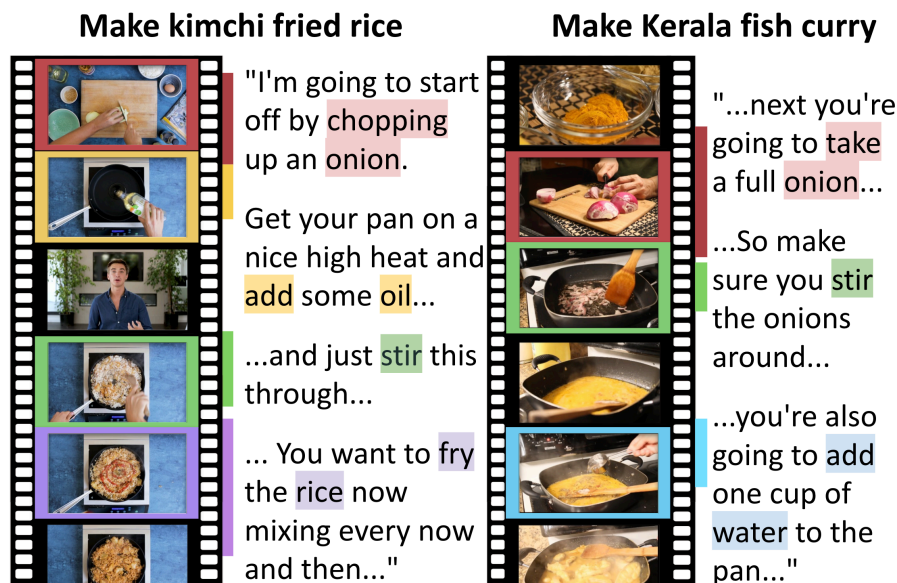 Make kimchi fried rice
"I'm going to start
off by chopping
up an onion.
Get your pan on a
nice high heat and
add some oil...
...and just stir this
through...
... You want to fry
the rice now
mixing every now
and then..."
Make Kerala fish curry
"...next you're
going to take
a full onion...
...So make
sure you stir
the onions
around...
...you're also
going to add
one cup of
water to the
pan..."